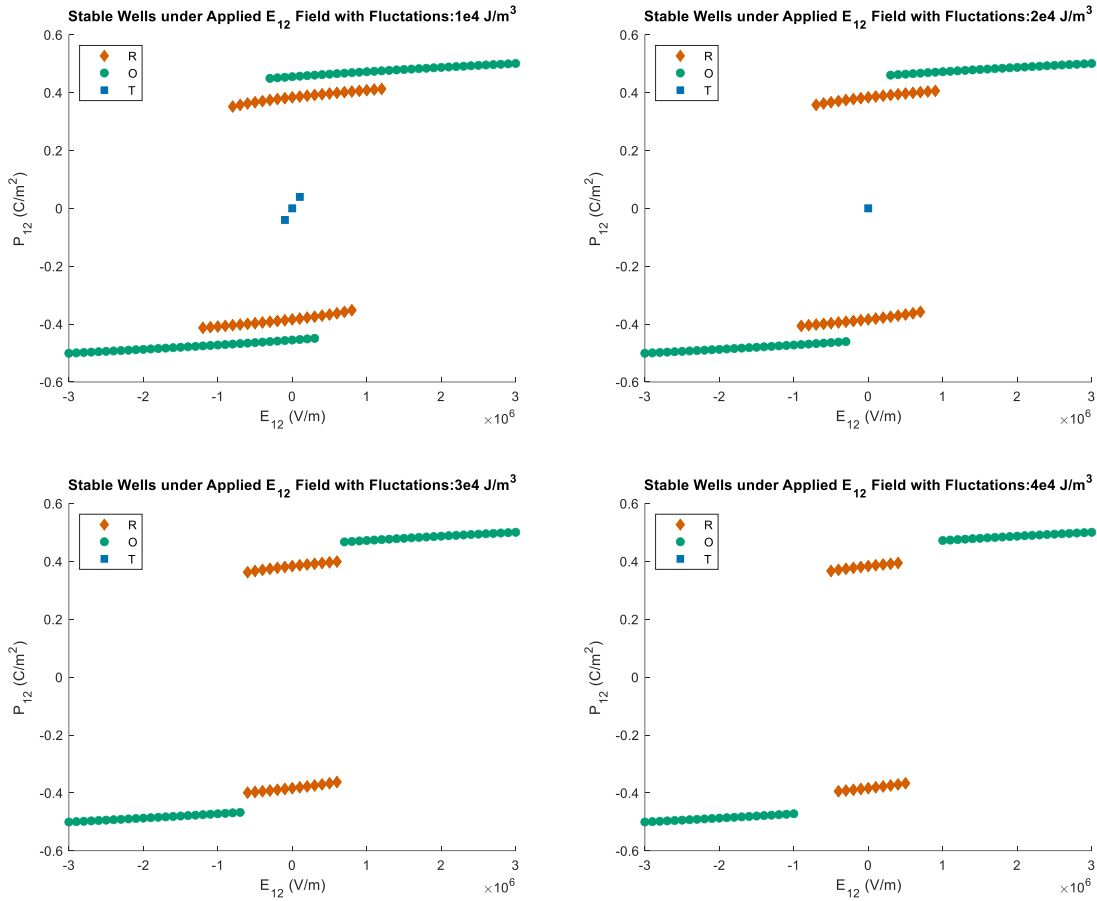 Stable Wells under Applied E12 Field with Fluctations:1e4 J/m3
R
O
T
0.6
0.4
0.2
0
-0.2
-0.4
-0.6
P12 (C/m2)
-3 -2 -1 0 1 2 3
E12 (V/m)
×10^6
Stable Wells under Applied E12 Field with Fluctations:2e4 J/m3
R
O
T
0.6
0.4
0.2
0
-0.2
-0.4
-0.6
P12 (C/m2)
-3 -2 -1 0 1 2 3
E12 (V/m)
×10^6
Stable Wells under Applied E12 Field with Fluctations:3e4 J/m3
R
O
T
0.6
0.4
0.2
0
-0.2
-0.4
-0.6
P12 (C/m2)
-3 -2 -1 0 1 2 3
E12 (V/m)
×10^6
Stable Wells under Applied E12 Field with Fluctations:4e4 J/m3
R
O
T
0.6
0.4
0.2
0
-0.2
-0.4
-0.6
P12 (C/m2)
-3 -2 -1 0 1 2 3
E12 (V/m)
×10^6